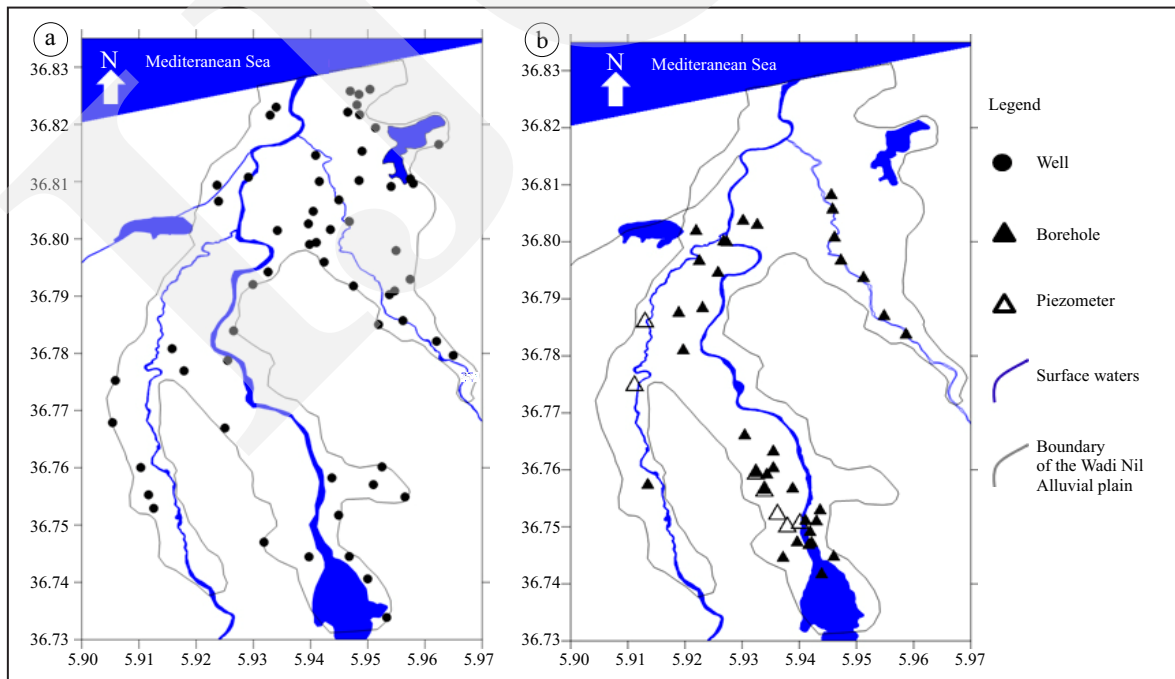 a
N
Mediteranean Sea
36.83
36.82
36.81
36.80
36.79
36.78
36.77
36.76
36.75
36.74
36.73
5.90
5.91
5.92
5.93
5.94
5.95
5.96
5.97
b
N
Mediteranean Sea
36.83
36.82
36.81
36.80
36.79
36.78
36.77
36.76
36.75
36.74
36.73
5.90
5.91
5.92
5.93
5.94
5.95
5.96
5.97
Legend
Well
Borehole
Piezometer
Surface waters
Boundary
of the Wadi Nil
Alluvial plain